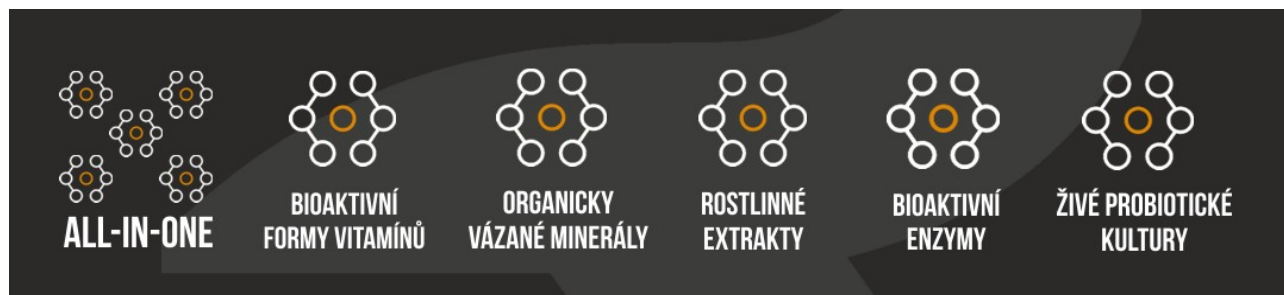 ALL-IN-ONE
BIOAKTIVNÍ
FORMY VITAMÍNŮ
ORGANICKY
VÁZANÉ MINERÁLY
ROSTLINNÉ
EXTRAKTY
BIOAKTIVNÍ
ENZYMY
ŽIVÉ PROBIOTICKÉ
KULTURY